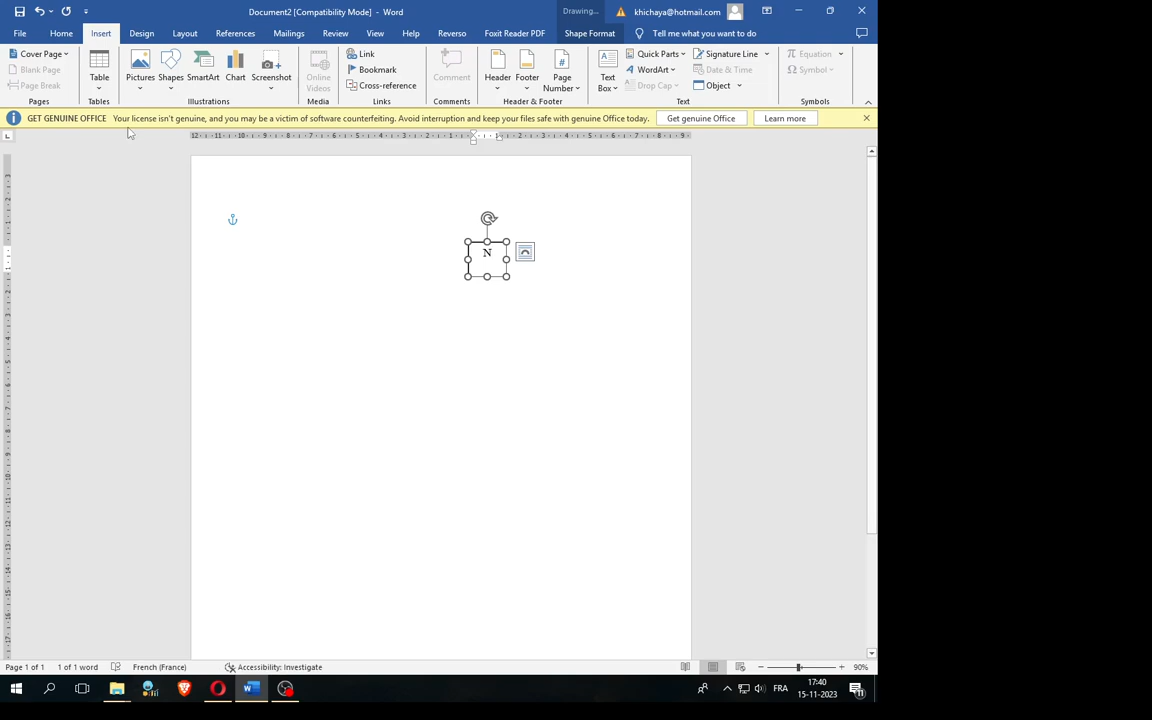 Document2 [Compatibility Mode] - Word
Drawing...
khichaya@hotmail.com
File Home Insert Design Layout References Mailings Review View Help Reverso Foxit Reader PDF Shape Format Tell me what you want to do
Cover Page
Blank Page
Page Break
Pages
Table
Tables
Pictures
Shapes
SmartArt
Chart
Screenshot
Illustrations
Online
Videos
Media
Link
Bookmark
Cross-reference
Links
Comment
Comments
Header
Footer
Page
Number
Header & Footer
Text
Box
Quick Parts
WordArt
Drop Cap
Signature Line
Date & Time
Object
Text
Equation
Symbol
Symbols
GET GENUINE OFFICE Your license isn't genuine, and you may be a victim of software counterfeiting. Avoid interruption and keep your files safe with genuine Office today. Get genuine Office Learn more
N
Page 1 of 1 1 of 1 word French (France) Accessibility: Investigate 90%
FRA
17:40
15-11-2023